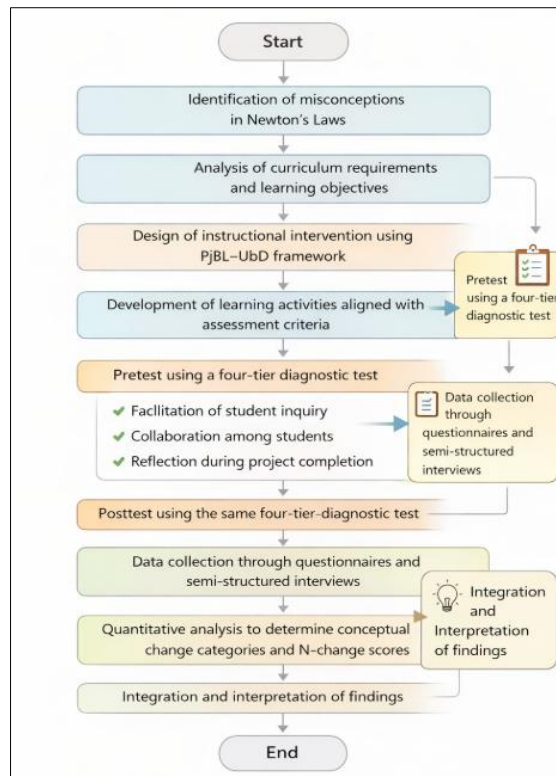 Start
Identification of misconceptions
in Newton's Laws
Analysis of curriculum requirements
and learning objectives
Design of instructional intervention using
PjBL–UbD framework
Pretest
using a four-tier
diagnostic test
Development of learning activities aligned with
assessment criteria
Pretest using a four-tier diagnostic test
✔ Facllitation of student inquiry
✔ Collaboration among students
✔ Reflection during project completion
Data collection
through
questionnaires and
semi-structured
interviews
Posttest using the same four-tier-diagnostic test
Data collection through questionnaires and
semi-structured interviews
Quantitative analysis to determine conceptual
change categories and N-change scores
Integration
and
Interpretation
of findings
Integration and interpretation of findings
End